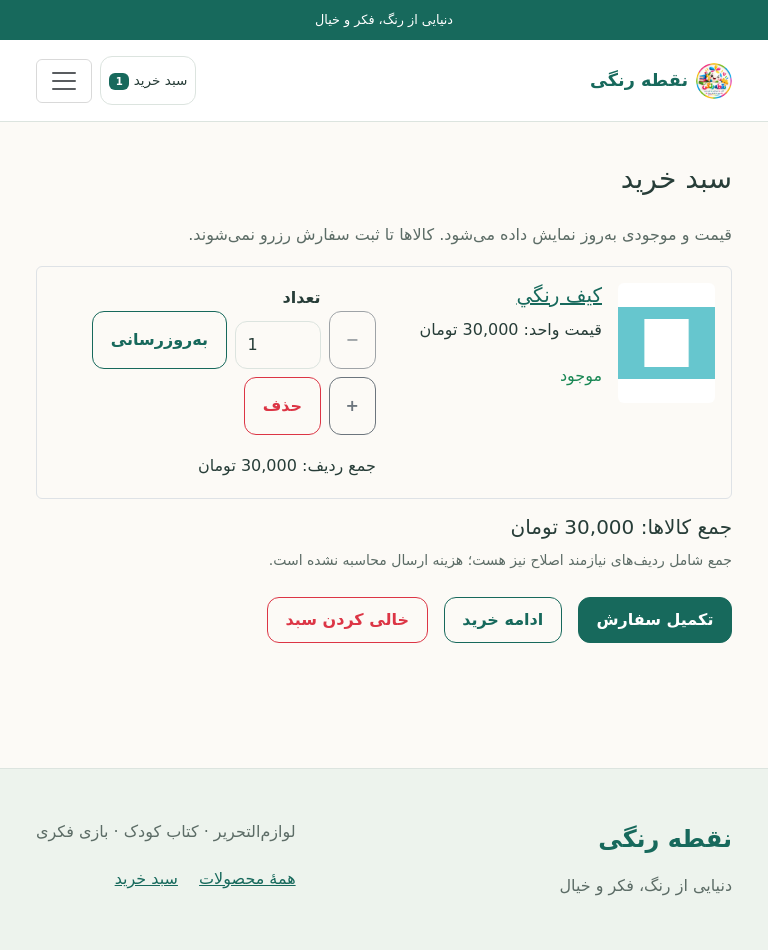 دنیایی از رنگ، فکر و خیال
نقطه رنگی
سبد خرید 1
سبد خرید
قیمت و موجودی به‌روز نمایش داده می‌شود. کالاها تا ثبت سفارش رزرو نمی‌شوند.
كيف رنگي
قیمت واحد: 30,000 تومان
موجود
تعداد
−
1
به‌روزرسانی
+
حذف
جمع ردیف: 30,000 تومان
جمع کالاها: 30,000 تومان
جمع شامل ردیف‌های نیازمند اصلاح نیز هست؛ هزینه ارسال محاسبه نشده است.
تکمیل سفارش
ادامه خرید
خالی کردن سبد
نقطه رنگی
دنیایی از رنگ، فکر و خیال
لوازم‌التحریر · کتاب کودک · بازی فکری
همهٔ محصولات
سبد خرید